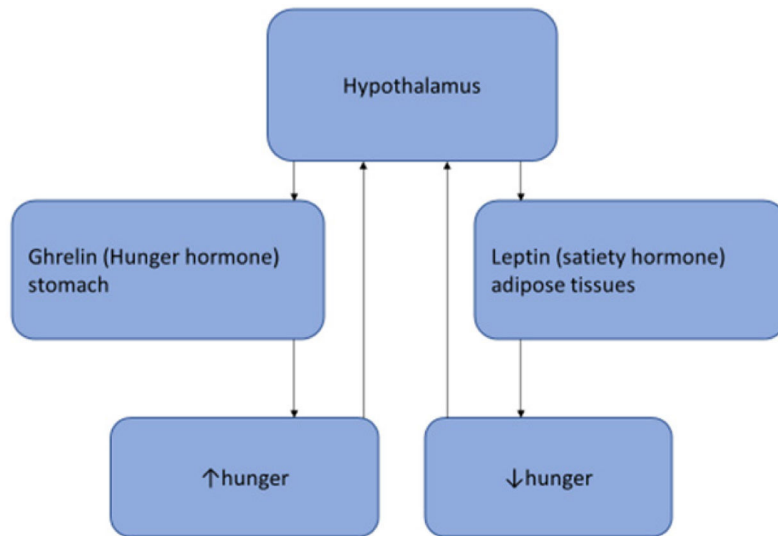 Hypothalamus
Ghrelin (Hunger hormone)
stomach
Leptin (satiety hormone)
adipose tissues
↑hunger
↓hunger